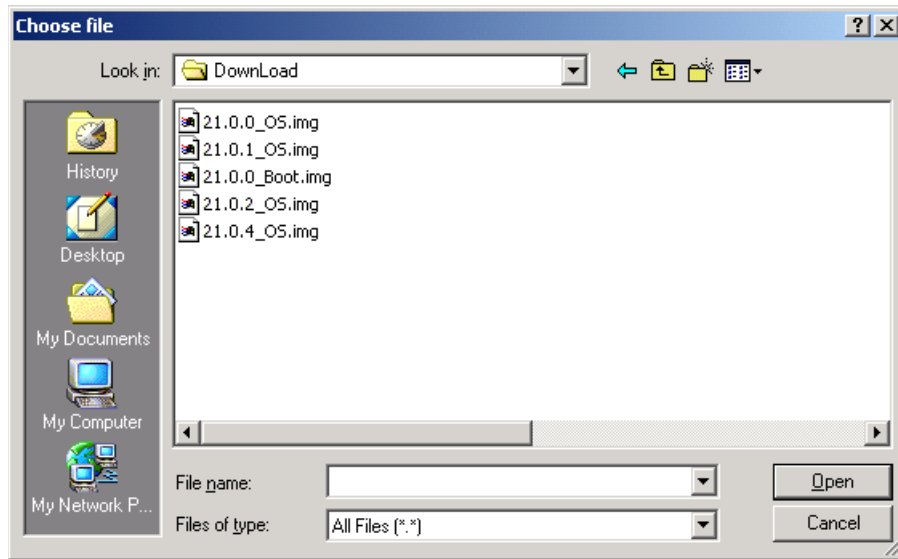 Choose file
Look in: DownLoad
History
Desktop
My Documents
My Computer
My Network P...
21.0.0_OS.img
21.0.1_OS.img
21.0.0_Boot.img
21.0.2_OS.img
21.0.4_OS.img
File name:
Open
Files of type: All Files (*.*)
Cancel